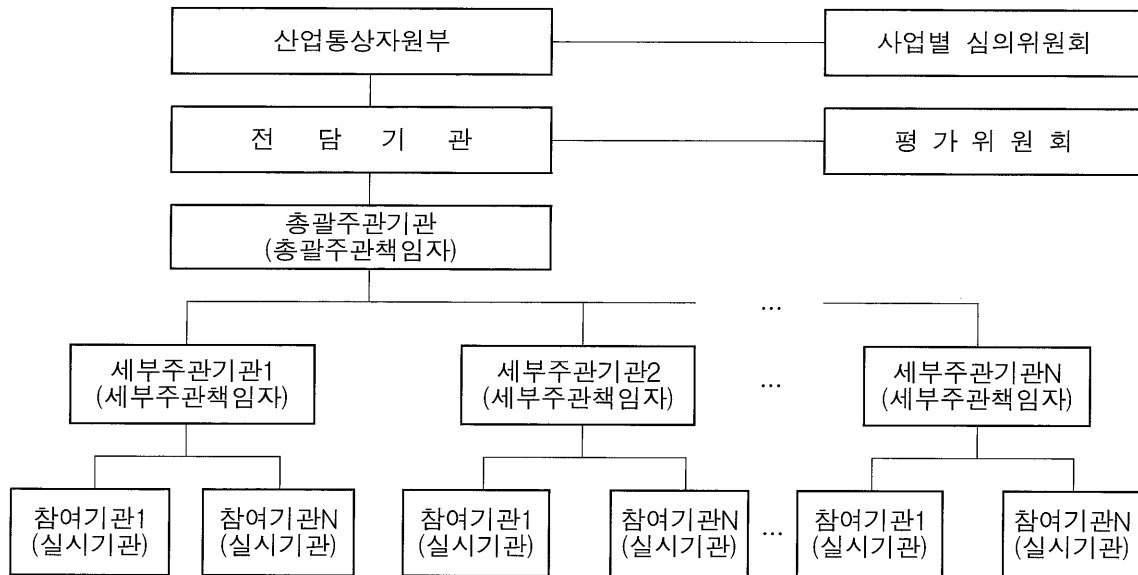 산업통상자원부
사업별 심의위원회
전 담 기 관
평 가 위 원 회
총괄주관기관
(총괄주관책임자)
...
세부주관기관1
(세부주관책임자)
세부주관기관2
(세부주관책임자)
...
세부주관기관N
(세부주관책임자)
참여기관1
(실시기관)
참여기관N
(실시기관)
참여기관1
(실시기관)
참여기관N
(실시기관)
...
참여기관1
(실시기관)
참여기관N
(실시기관)